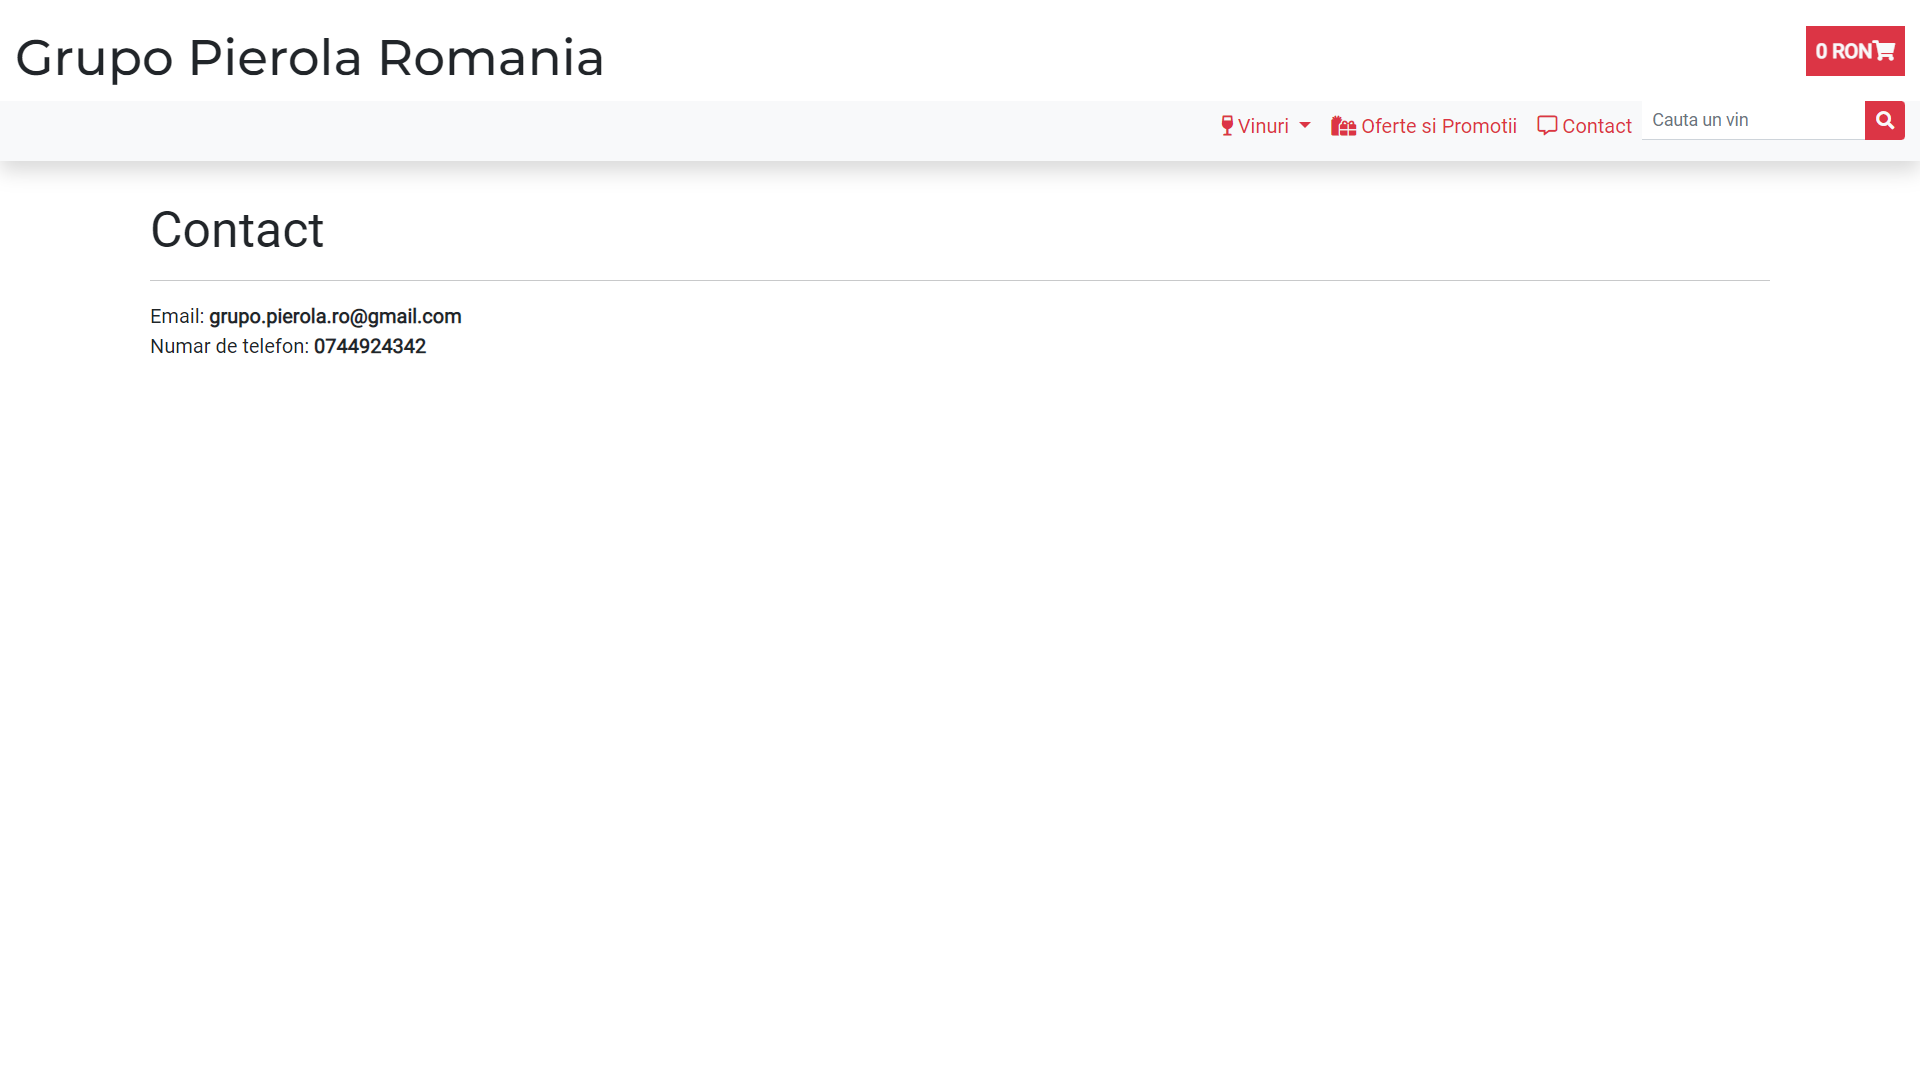 Grupo Pierola Romania
0 RON
Vinuri
Oferte si Promotii
Contact
Cauta un vin
Contact
Email: grupo.pierola.ro@gmail.com
Numar de telefon: 0744924342